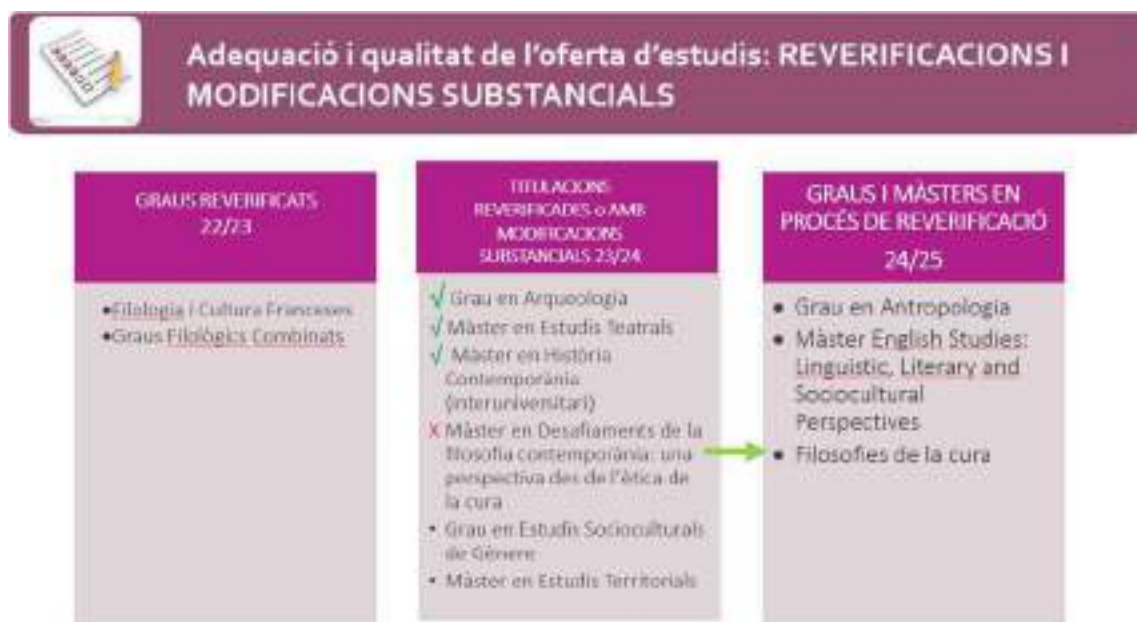 Adequació i qualitat de l'oferta d'estudis: REVERIFICACIONS I
MODIFICACIONS SUBSTANCIALS
GRAUS REVERIFICATS
22/23
•Filologia i Cultura Franceses
•Graus Filològics Combinats
TITULACIONS
REVERIFICADES o AMB
MODIFICACIONS
SUBSTANCIALS 23/24
√ Grau en Arqueologia
√ Màster en Estudis Teatrals
√ Màster en Història
Contemporània
(interuniversitari)
X Màster en Desafiaments de la
filosofia contemporània: una
perspectiva des de l'ètica de
la cura
• Grau en Estudis Socioculturals
de Gènere
• Màster en Estudis Territorials
GRAUS I MÀSTERS EN
PROCÉS DE REVERIFICACIÓ
24/25
• Grau en Antropologia
• Màster English Studies:
Linguistic, Literary and
Sociocultural
Perspectives
• Filosofies de la cura